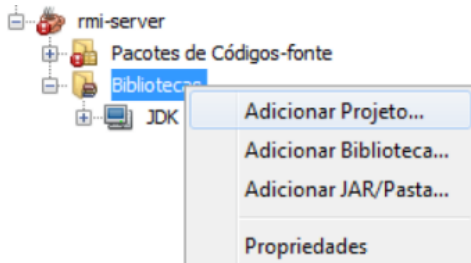 rmi-server
Pacotes de Códigos-fonte
Bibliotecas
JDK
Adicionar Projeto...
Adicionar Biblioteca...
Adicionar JAR/Pasta...
Propriedades